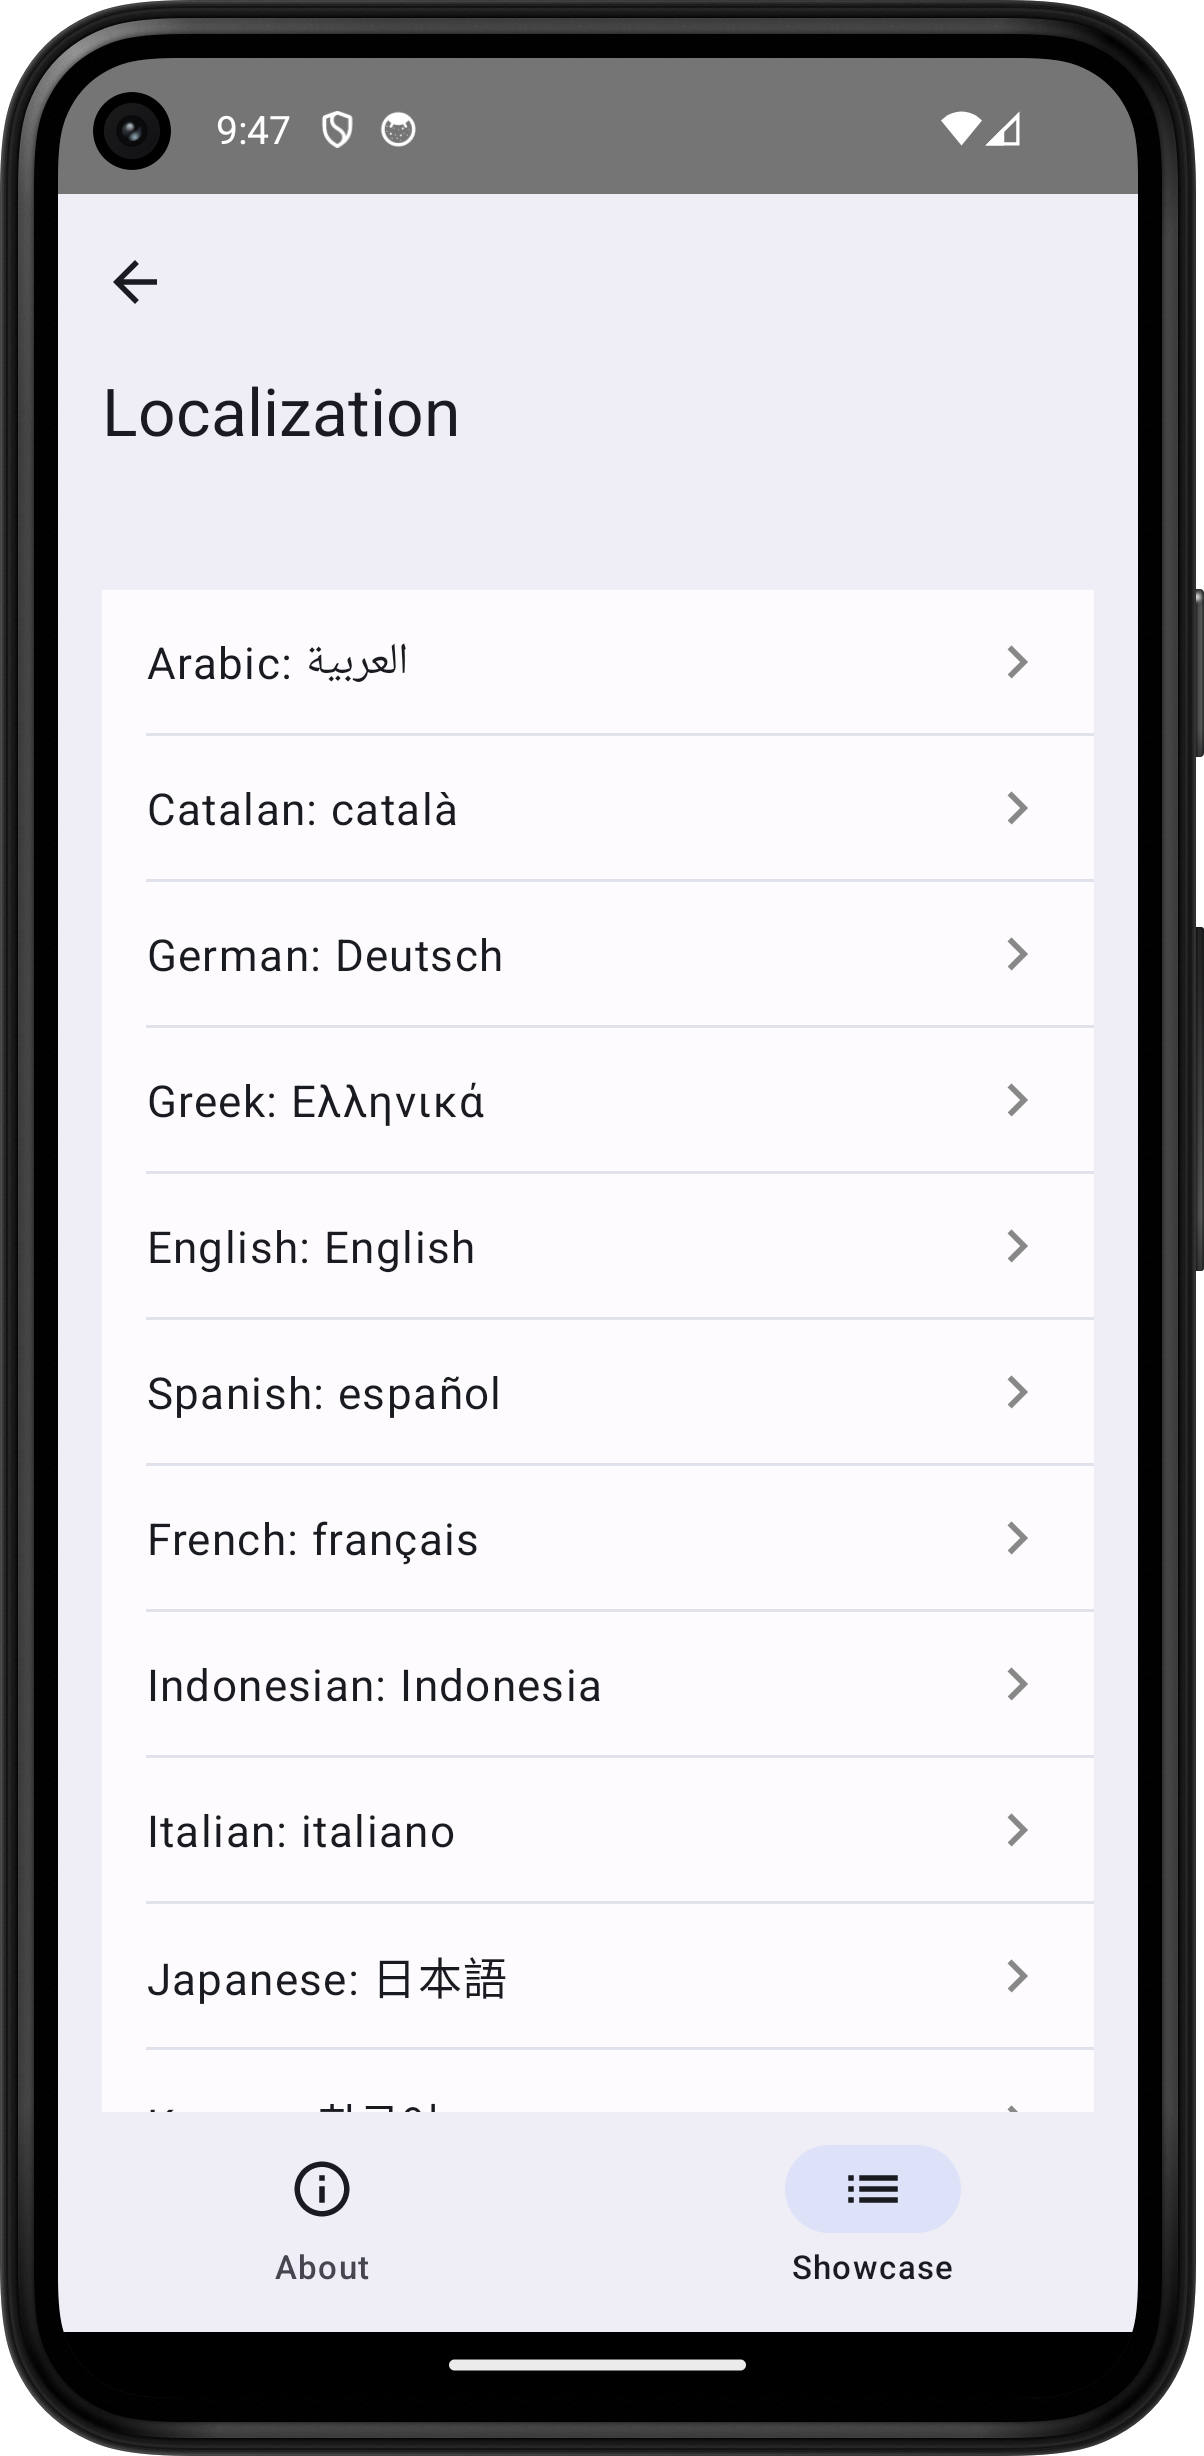 9:47
Localization
Arabic: العربية
Catalan: català
German: Deutsch
Greek: Ελληνικά
English: English
Spanish: español
French: français
Indonesian: Indonesia
Italian: italiano
Japanese: 日本語
About
Showcase